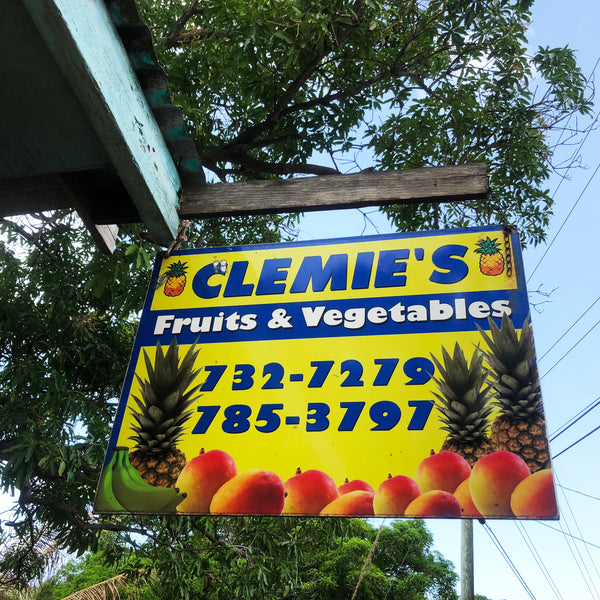 CLEMIE'S
Fruits & Vegetables
732-7279
785-3797